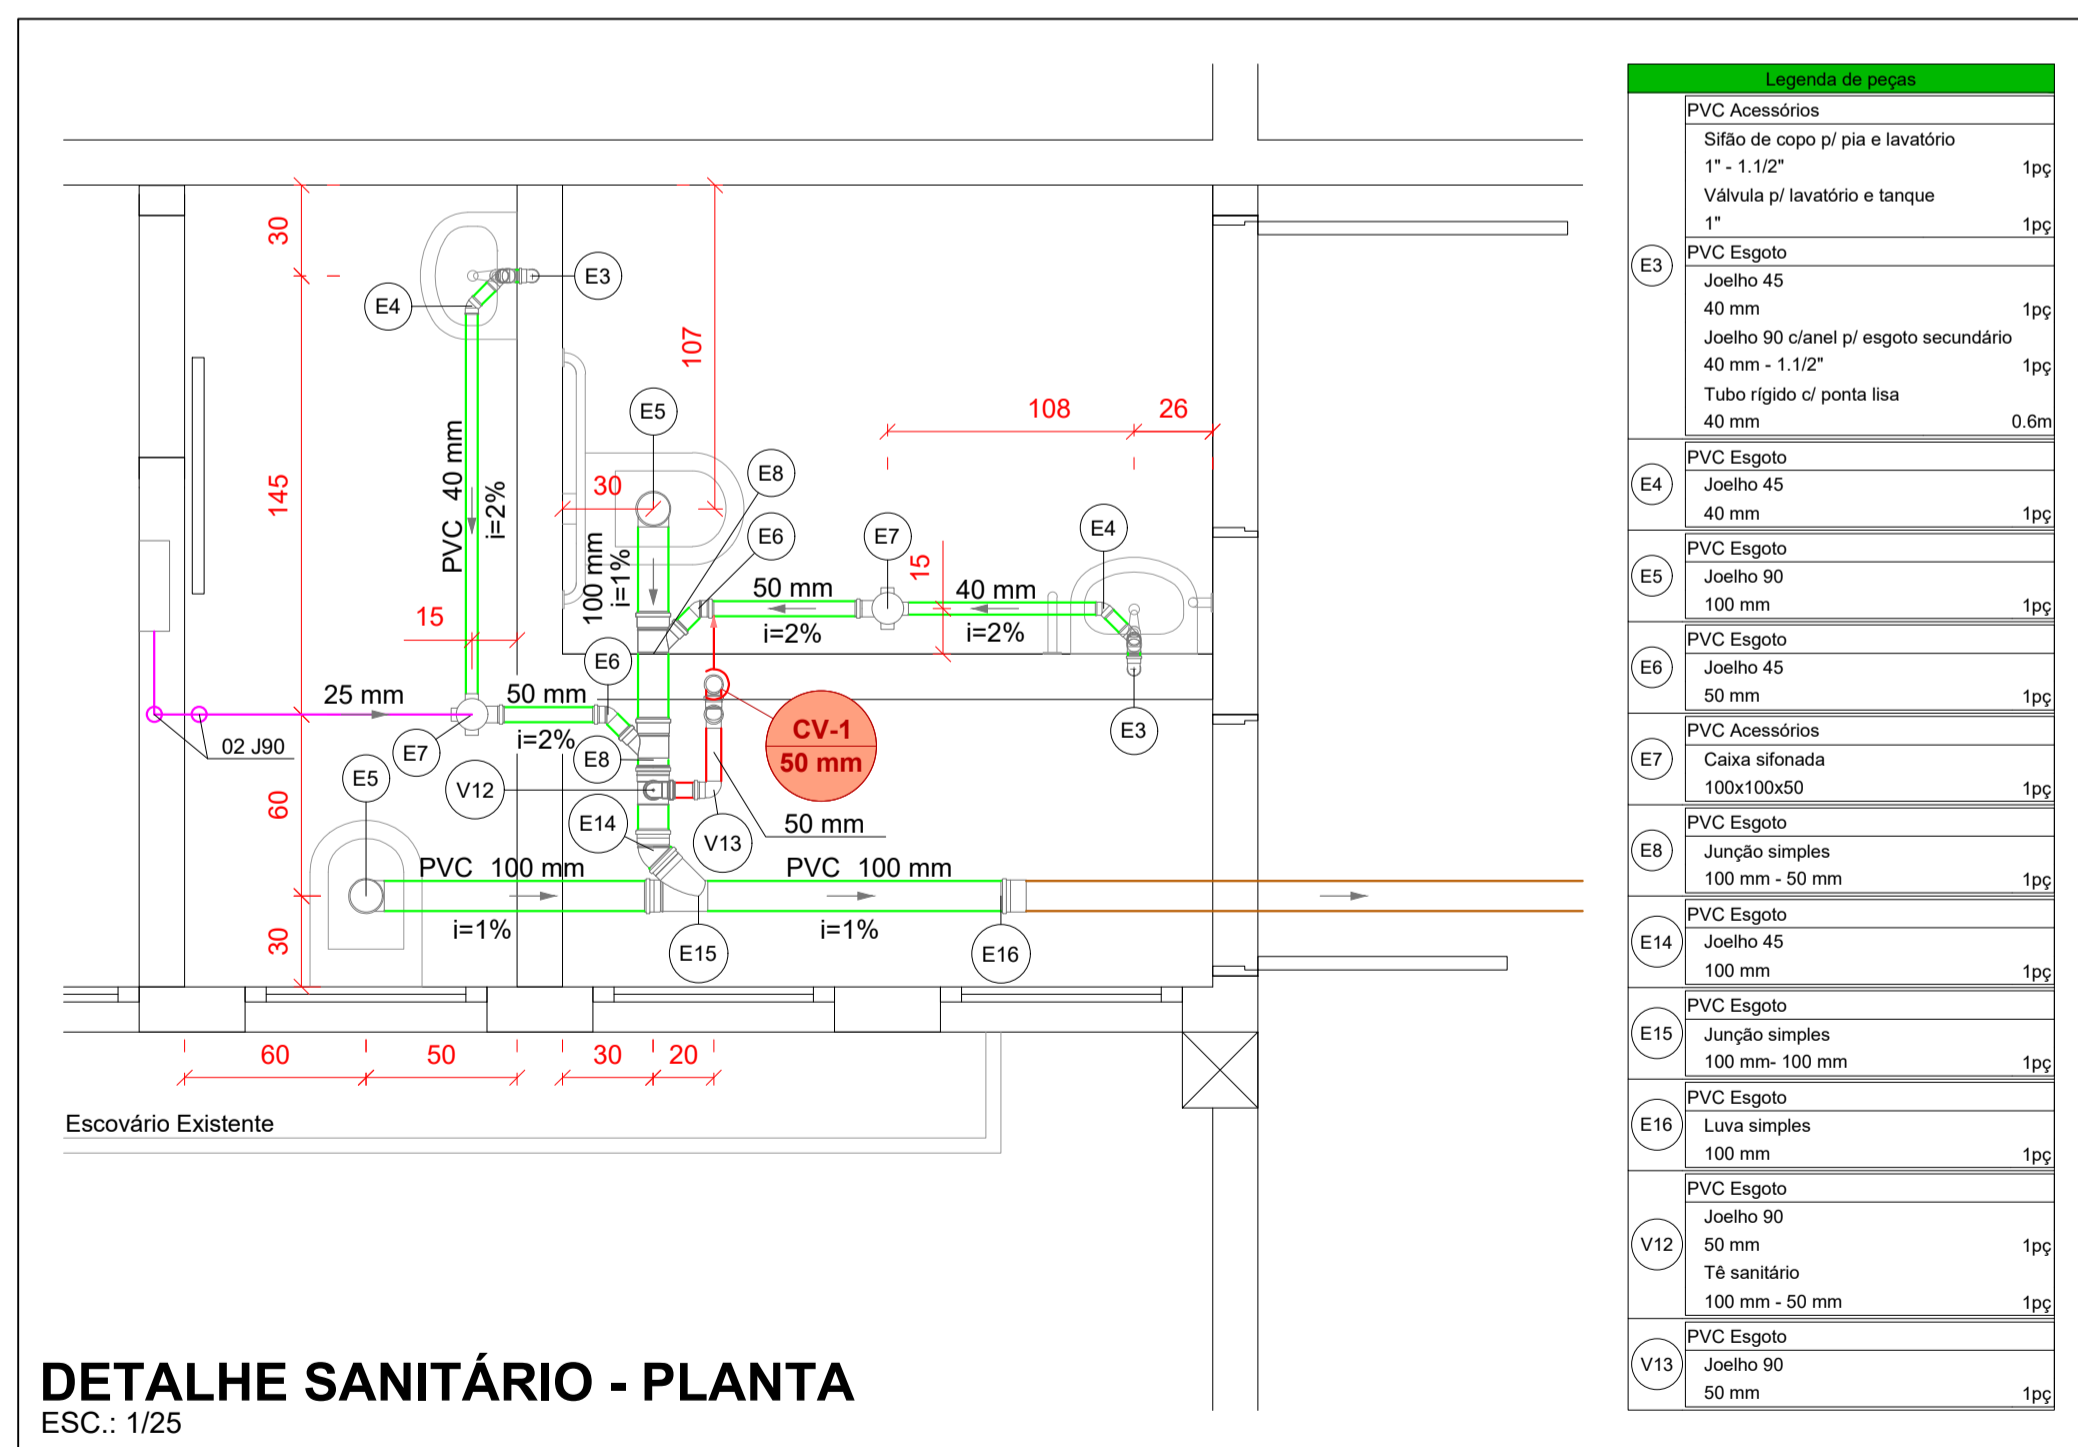 30
E3
E4
107
E5
108
26
PVC 40 mm
i=2%
145
30
E8
E6
E7
E4
100 mm
i=1%
15
50 mm
i=2%
40 mm
i=2%
15
E6
25 mm
50 mm
i=2%
02 J90
E7
E8
CV-1
50 mm
E3
E5
V12
60
E14
V13
50 mm
PVC 100 mm
i=1%
PVC 100 mm
i=1%
30
E15
E16
60
50
30
20
Escovário Existente
DETALHE SANITÁRIO - PLANTA
ESC.: 1/25
Legenda de peças
E3
PVC Acessórios
Sifão de copo p/ pia e lavatório
1" - 1.1/2" 1pç
Válvula p/ lavatório e tanque
1" 1pç
PVC Esgoto
Joelho 45
40 mm 1pç
Joelho 90 c/anel p/ esgoto secundário
40 mm - 1.1/2" 1pç
Tubo rígido c/ ponta lisa
40 mm 0.6m
E4
PVC Esgoto
Joelho 45
40 mm 1pç
E5
PVC Esgoto
Joelho 90
100 mm 1pç
E6
PVC Esgoto
Joelho 45
50 mm 1pç
E7
PVC Acessórios
Caixa sifonada
100x100x50 1pç
E8
PVC Esgoto
Junção simples
100 mm - 50 mm 1pç
E14
PVC Esgoto
Joelho 45
100 mm 1pç
E15
PVC Esgoto
Junção simples
100 mm- 100 mm 1pç
E16
PVC Esgoto
Luva simples
100 mm 1pç
V12
PVC Esgoto
Joelho 90
50 mm 1pç
Tê sanitário
100 mm - 50 mm 1pç
V13
PVC Esgoto
Joelho 90
50 mm 1pç